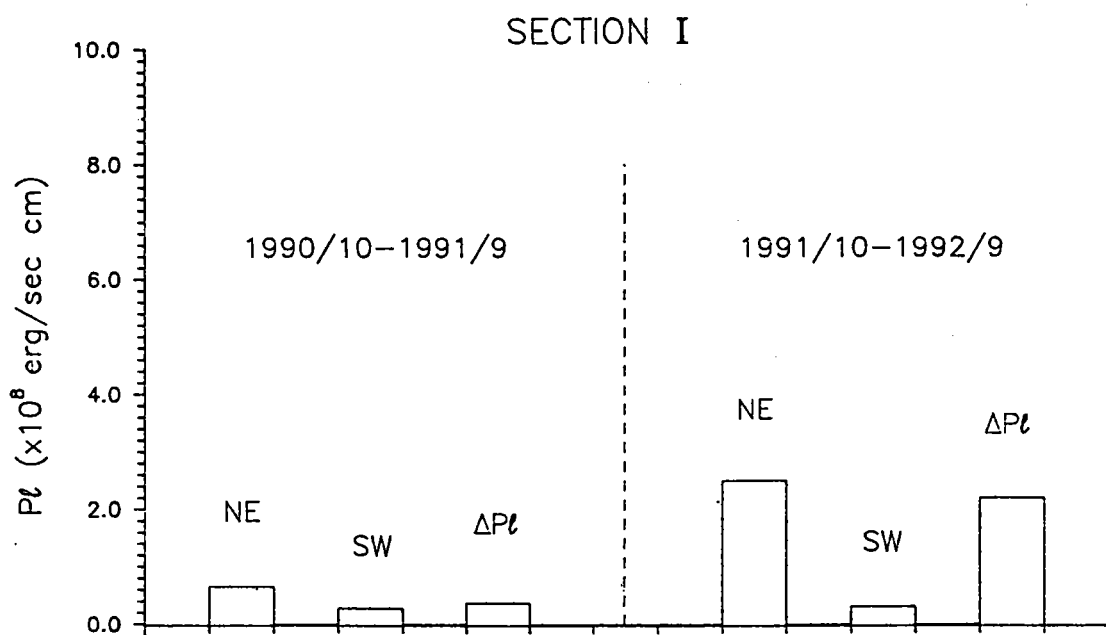 SECTION I
10.0
8.0
6.0
4.0
2.0
0.0
Pℓ (x10⁸ erg/sec cm)
1990/10–1991/9
1991/10–1992/9
NE
SW
ΔPℓ
NE
SW
ΔPℓ